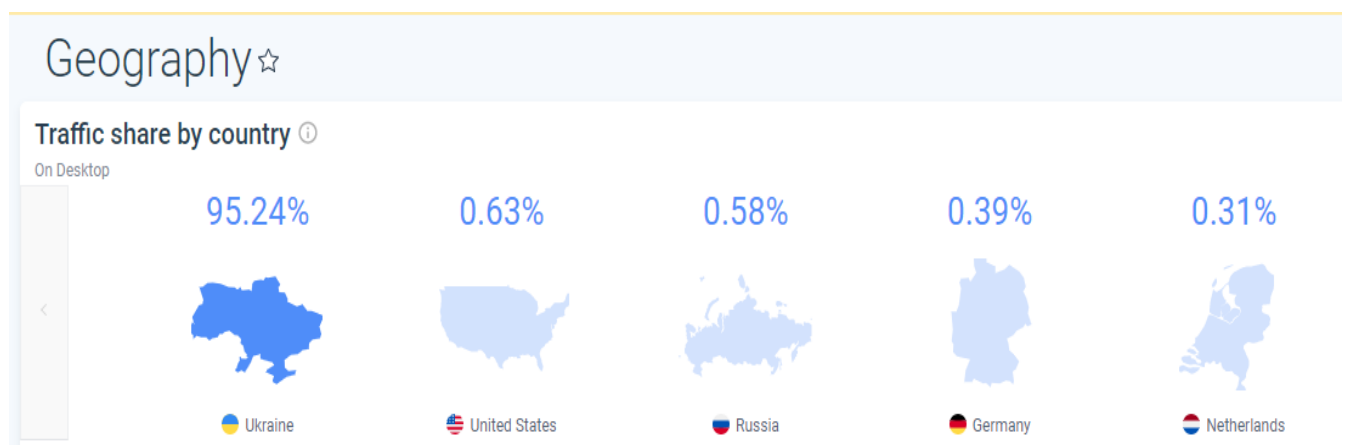 Geography
Traffic share by country
On Desktop
95.24% 0.63% 0.58% 0.39% 0.31%
Ukraine United States Russia Germany Netherlands